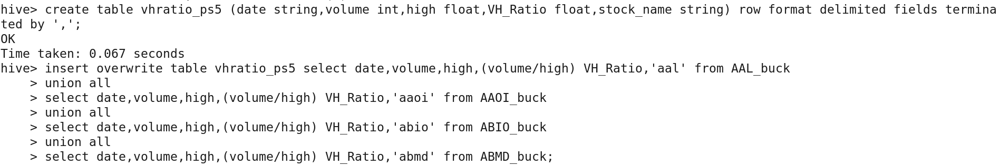 hive> create table vhratio_ps5 (date string,volume int,high float,VH_Ratio float,stock_name string) row format delimited fields termina
ted by ',';
OK
Time taken: 0.067 seconds
hive> insert overwrite table vhratio_ps5 select date,volume,high,(volume/high) VH_Ratio,'aal' from AAL_buck
    > union all
    > select date,volume,high,(volume/high) VH_Ratio,'aaoi' from AAOI_buck
    > union all
    > select date,volume,high,(volume/high) VH_Ratio,'abio' from ABIO_buck
    > union all
    > select date,volume,high,(volume/high) VH_Ratio,'abmd' from ABMD_buck;